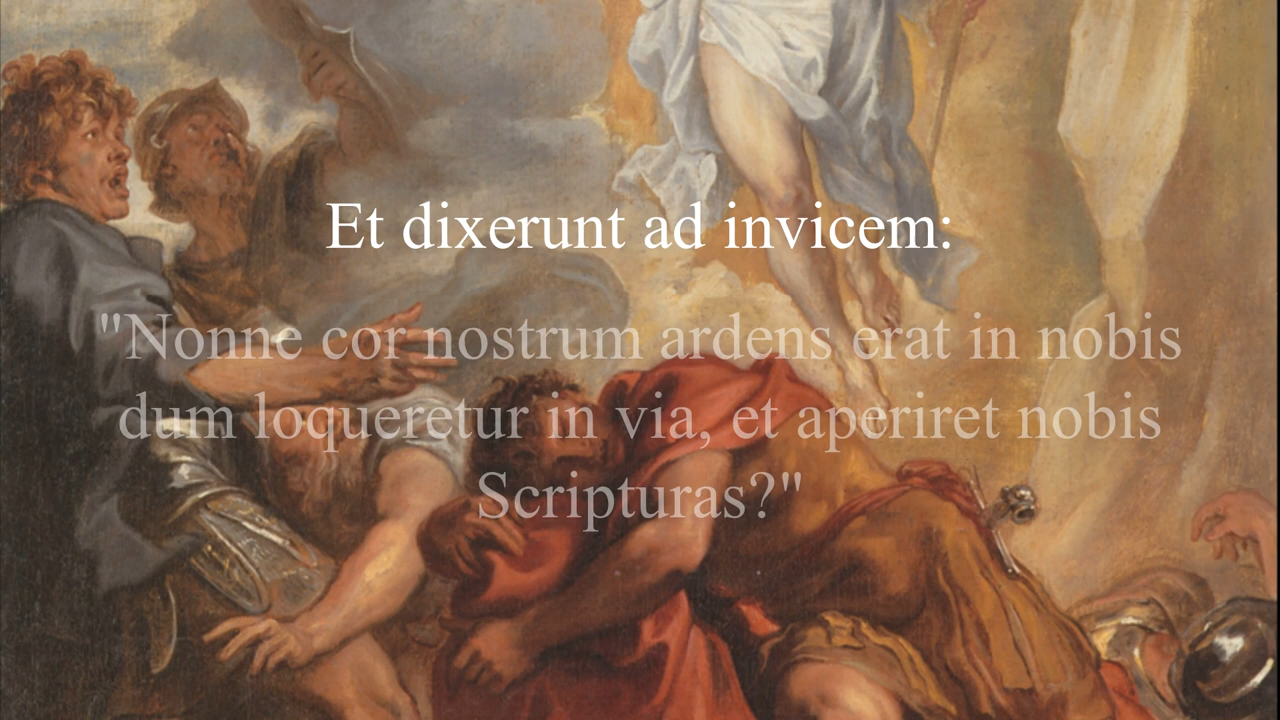 Et dixerunt ad invicem:
"Nonne cor nostrum ardens erat in nobis
dum loqueretur in via, et aperiret nobis
Scripturas?"